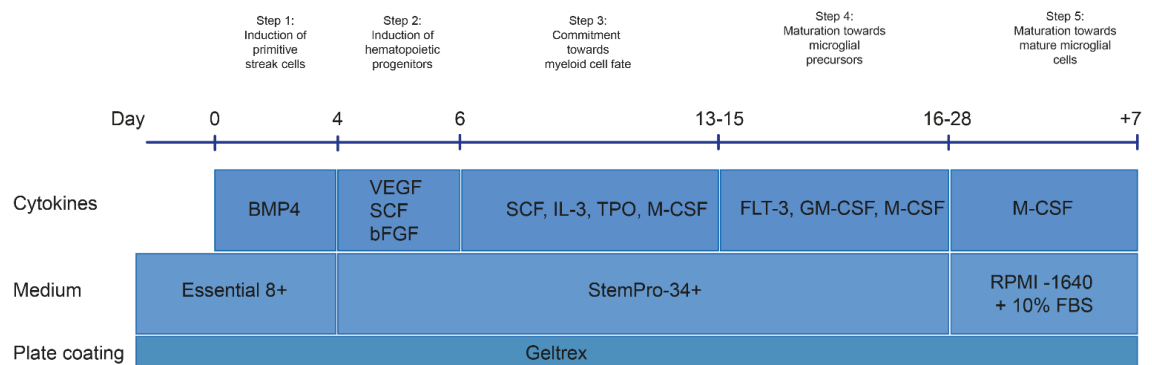 Step 1:
Induction of
primitive
streak cells
Step 2:
Induction of
hematopoietic
progenitors
Step 3:
Commitment
towards
myeloid cell fate
Step 4:
Maturation towards
microglial
precursors
Step 5:
Maturation towards
mature microglial
cells
Day 0 4 6 13-15 16-28 +7
Cytokines
BMP4
VEGF
SCF
bFGF
SCF, IL-3, TPO, M-CSF
FLT-3, GM-CSF, M-CSF
M-CSF
Medium
Essential 8+
StemPro-34+
RPMI -1640
+ 10% FBS
Plate coating
Geltrex